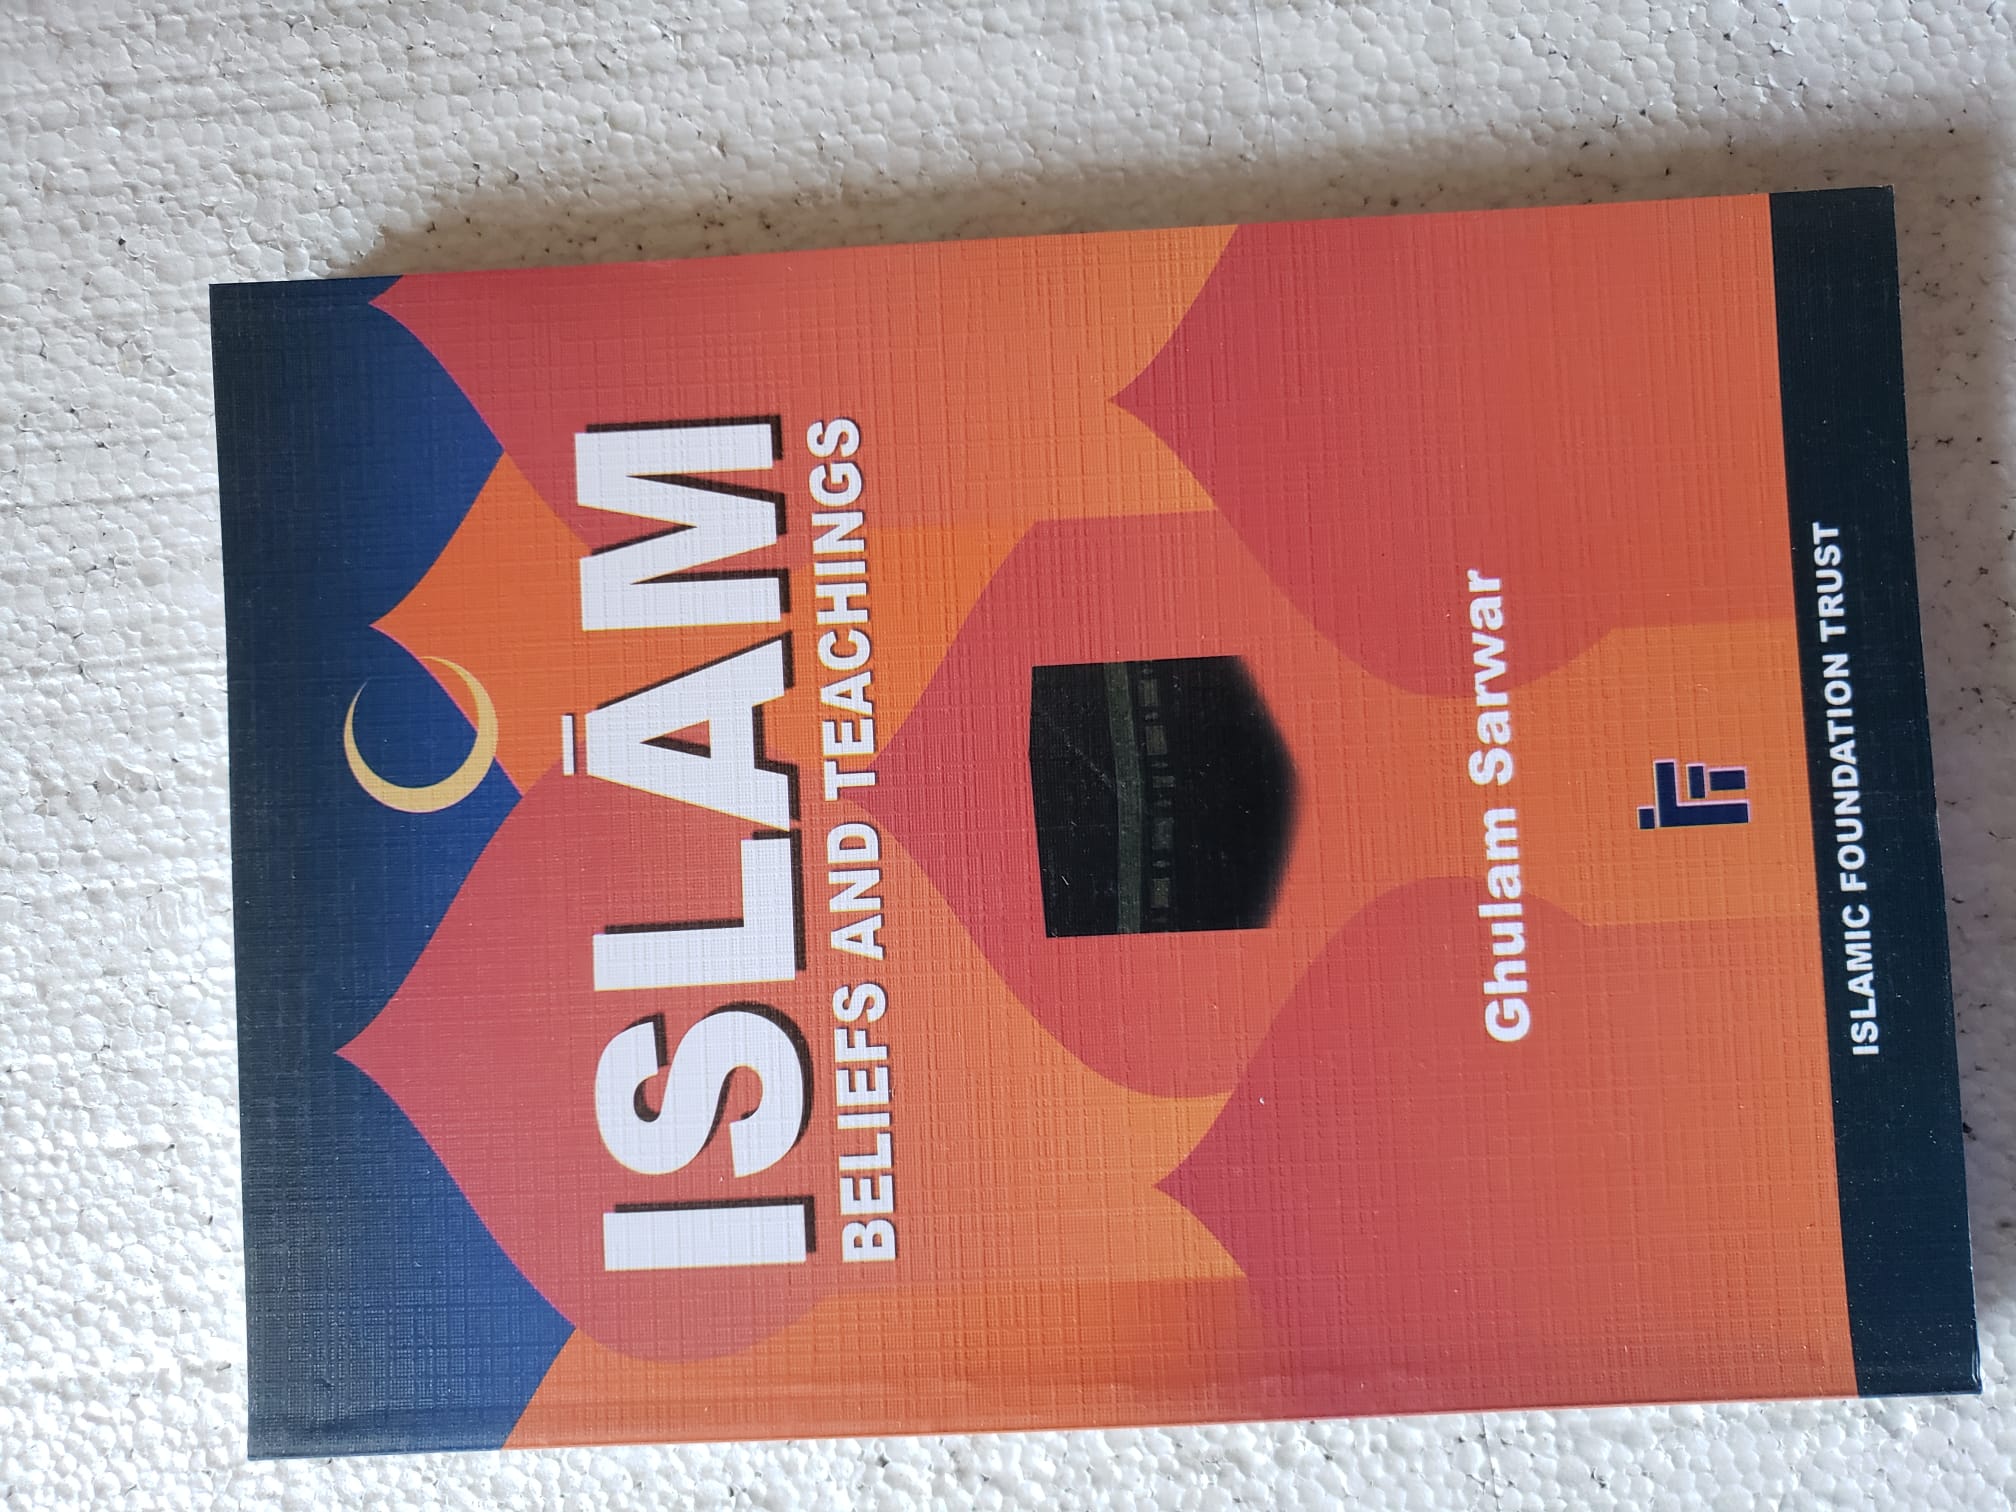 ISLĀM
BELIEFS AND TEACHINGS
Ghulam Sarwar
ISLAMIC FOUNDATION TRUST